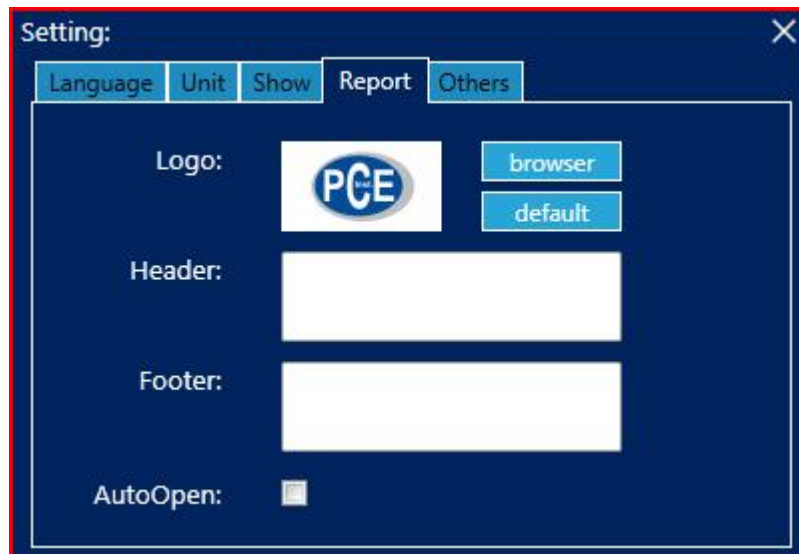 Setting:
Language Unit Show Report Others
Logo:
PCE
browser
default
Header:
Footer:
AutoOpen: